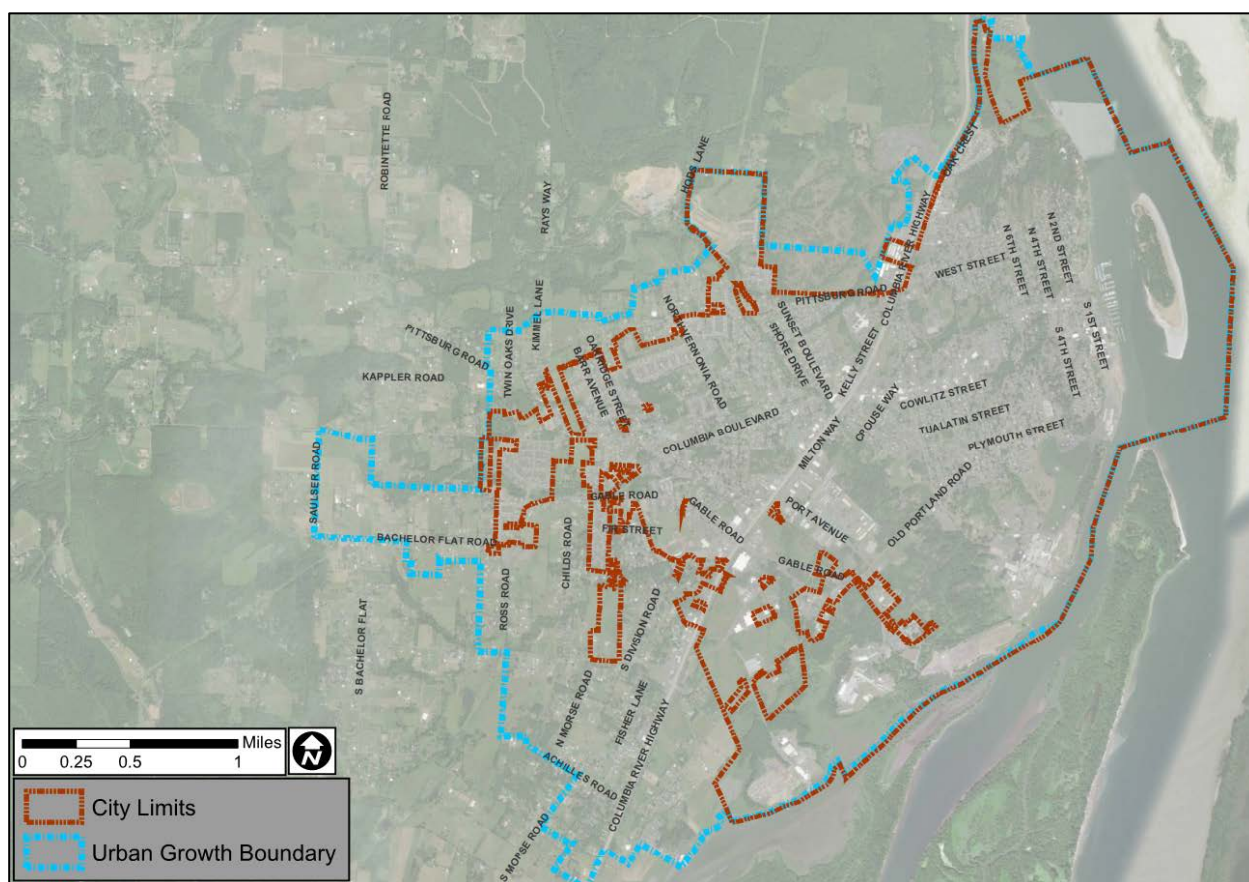 ROBINETTE ROAD
HODG LANE
OAK CREST
RAYS WAY
N 2ND STREET
N 4TH STREET
N 6TH STREET
WEST STREET
COLUMBIA RIVER HIGHWAY
PITTSBURG ROAD
S 1ST STREET
S 4TH STREET
KIMMEL LANE
TWIN OAKS DRIVE
PITTSBURG ROAD
KAPPLER ROAD
OAKRIDGE STREET
BARR AVENUE
NORTH VERNONIA ROAD
SUNSET BOULEVARD
SHORE DRIVE
KELLY STREET
COLUMBIA BOULEVARD
MILTON WAY
CROUSE WAY
COWLITZ STREET
TUALATIN STREET
PLYMOUTH STREET
SAULSER ROAD
GABLE ROAD
GABLE ROAD
PORT AVENUE
OLD PORTLAND ROAD
BACHELOR FLAT ROAD
FIR STREET
CHILDS ROAD
GABLE ROAD
ROSS ROAD
S BACHELOR FLAT
S DIVISION ROAD
N MORSE ROAD
FISHER LANE
COLUMBIA RIVER HIGHWAY
ACHILLES ROAD
S MORSE ROAD
Miles
0 0.25 0.5 1
N
City Limits
Urban Growth Boundary